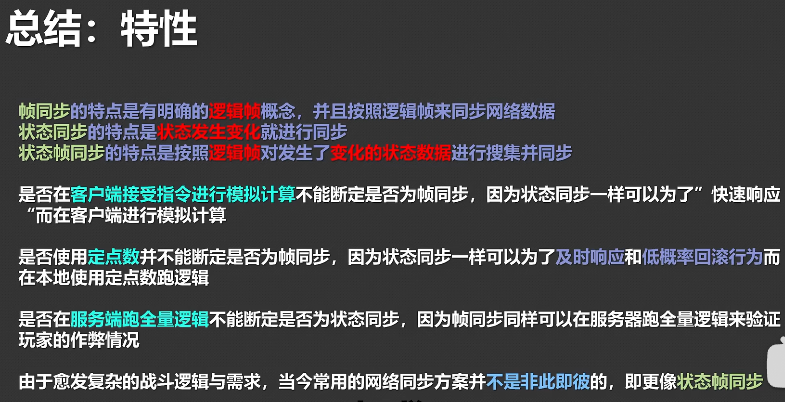 总结：特性
帧同步的特点是有明确的逻辑帧概念，并且按照逻辑帧来同步网络数据
状态同步的特点是状态发生变化就进行同步
状态帧同步的特点是按照逻辑帧对发生了变化的状态数据进行搜集并同步
是否在客户端接受指令进行模拟计算不能断定是否为帧同步，因为状态同步一样可以为了”快速响应
“而在客户端进行模拟计算
是否使用定点数并不能断定是否为帧同步，因为状态同步一样可以为了及时响应和低概率回滚行为而
在本地使用定点数跑逻辑
是否在服务端跑全量逻辑不能断定是否为状态同步，因为帧同步同样可以在服务器跑全量逻辑来验证
玩家的作弊情况
由于愈发复杂的战斗逻辑与需求，当今常用的网络同步方案并不是非此即彼的，即更像状态帧同步